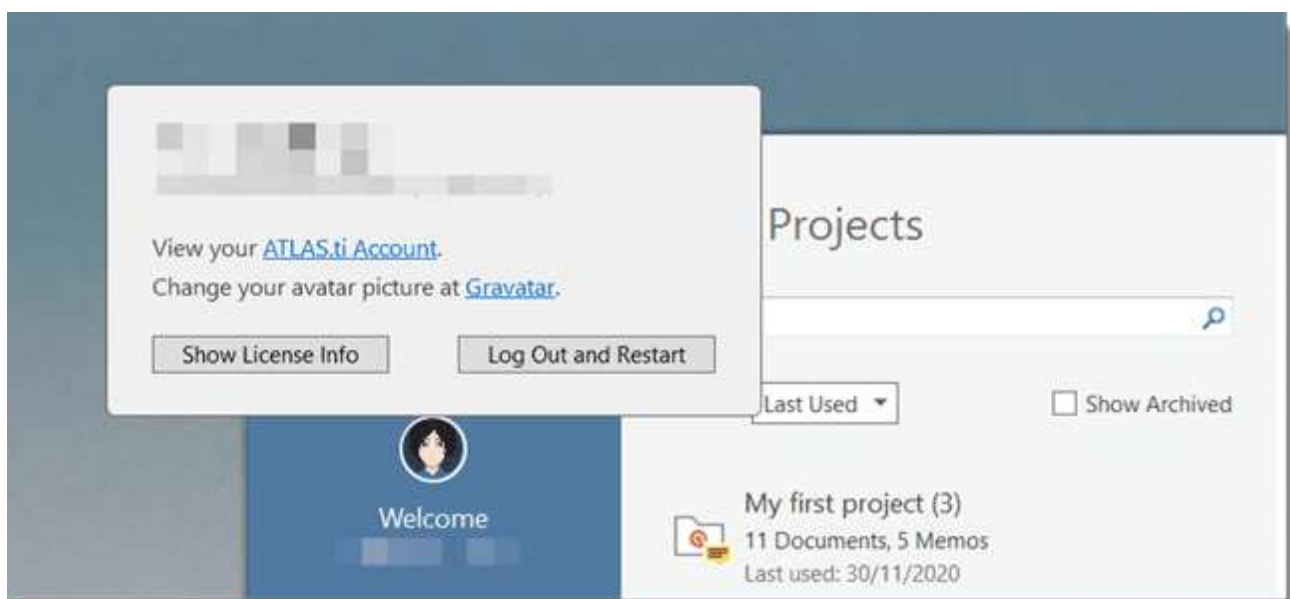 View your ATLAS.ti Account.
Change your avatar picture at Gravatar.
Show License Info
Log Out and Restart
Welcome
Projects
Last Used
Show Archived
My first project (3)
11 Documents, 5 Memos
Last used: 30/11/2020